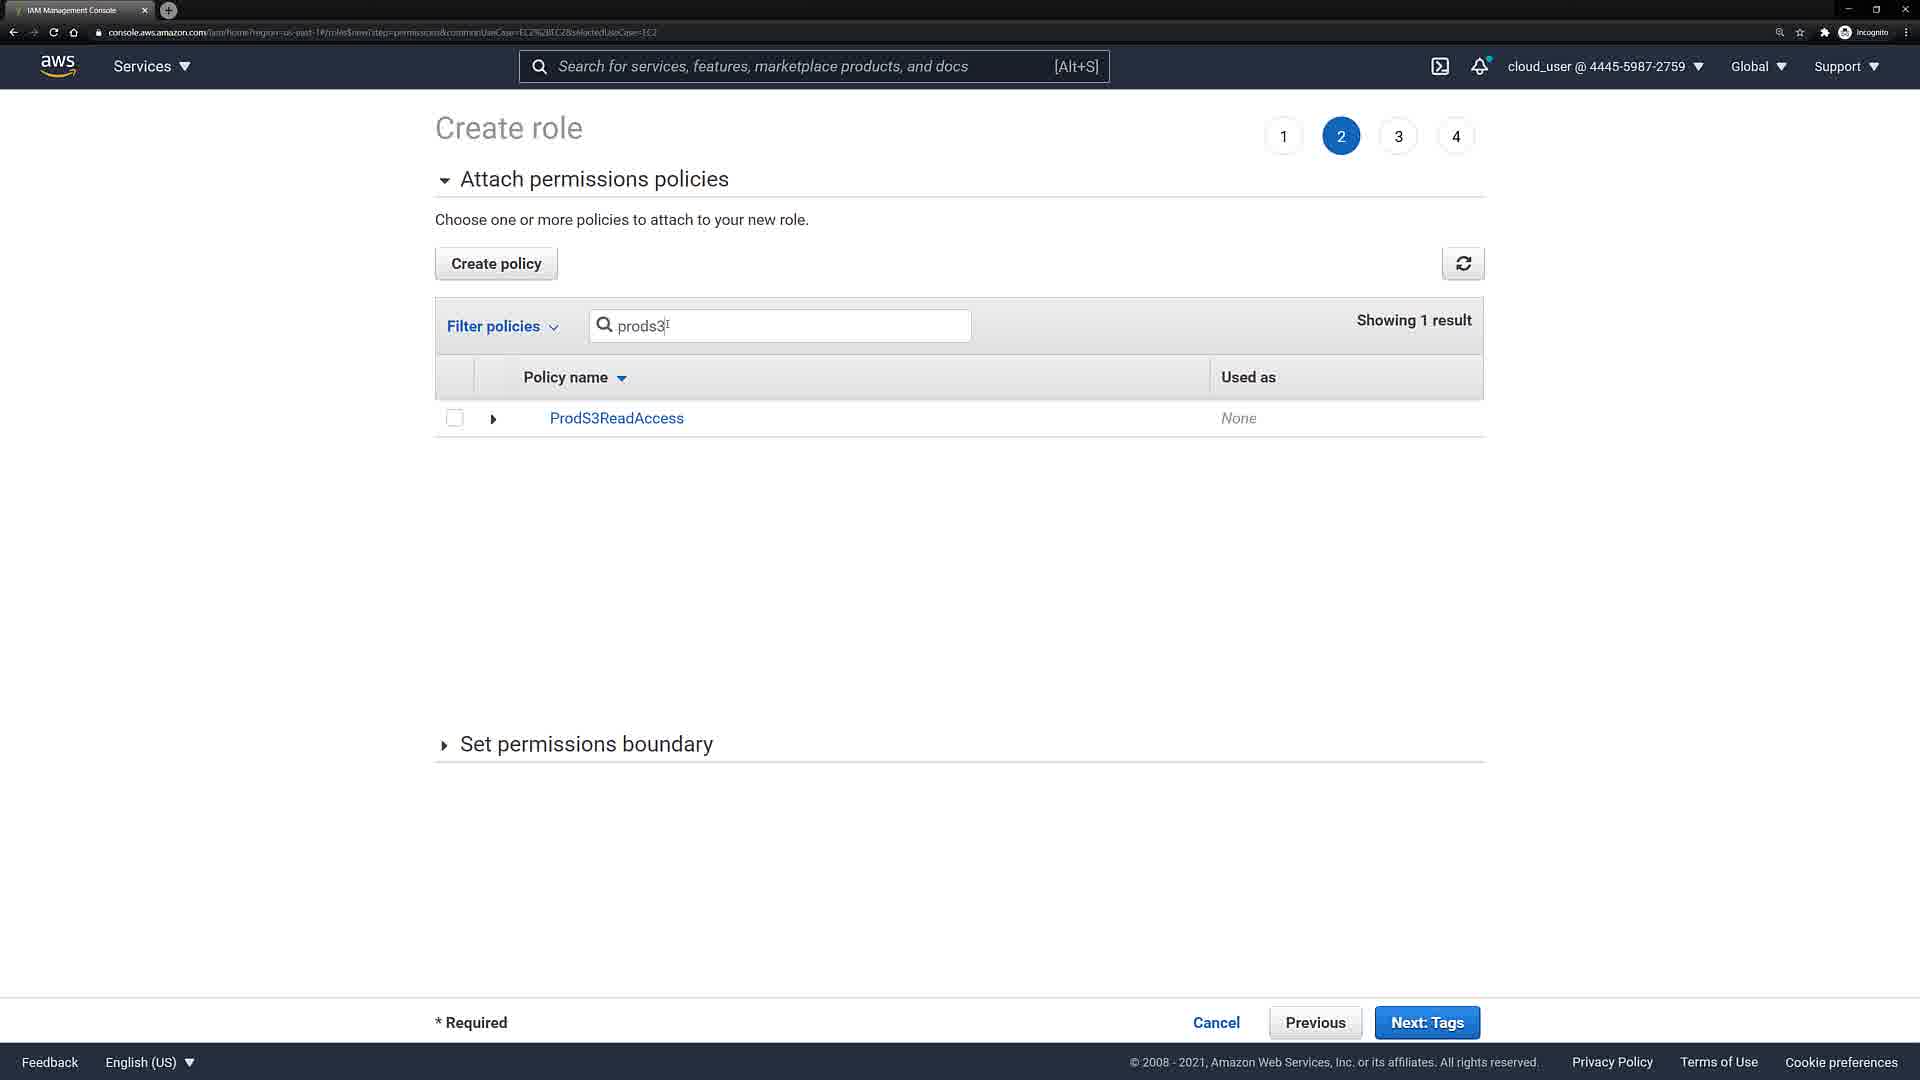 IAM Management Console
console.aws.amazon.com/iam/home?region=us-east-1#/roles$new?step=permissions&commonUseCase=EC2%2BEC2&selectedUseCase=EC2
Incognito
aws
Services
Search for services, features, marketplace products, and docs
[Alt+S]
cloud_user @ 4445-5987-2759
Global
Support
Create role
1
2
3
4
Attach permissions policies
Choose one or more policies to attach to your new role.
Create policy
Filter policies
prods3
Showing 1 result
Policy name
Used as
ProdS3ReadAccess
None
Set permissions boundary
* Required
Cancel
Previous
Next: Tags
Feedback
English (US)
© 2008 - 2021, Amazon Web Services, Inc. or its affiliates. All rights reserved.
Privacy Policy
Terms of Use
Cookie preferences